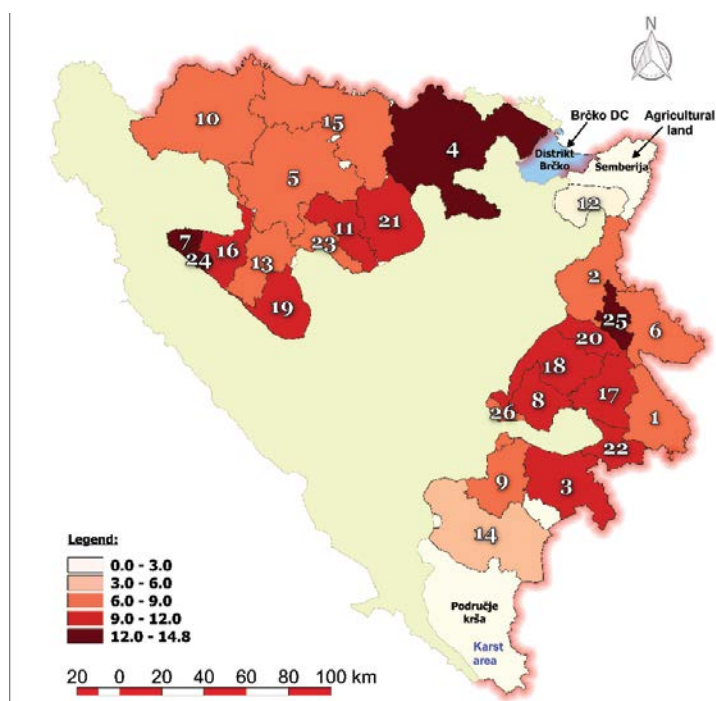 N
Brčko DC
Agricultural
land
Distrikt
Brčko
Semberija
10
15
4
5
12
7
16
11
21
24
13
23
2
19
25
6
20
18
17
8
26
1
22
9
3
14
Legend:
0.0 - 3.0
3.0 - 6.0
6.0 - 9.0
9.0 - 12.0
12.0 - 14.8
Područje
krša
Karst
area
20 0 20 40 60 80 100 km